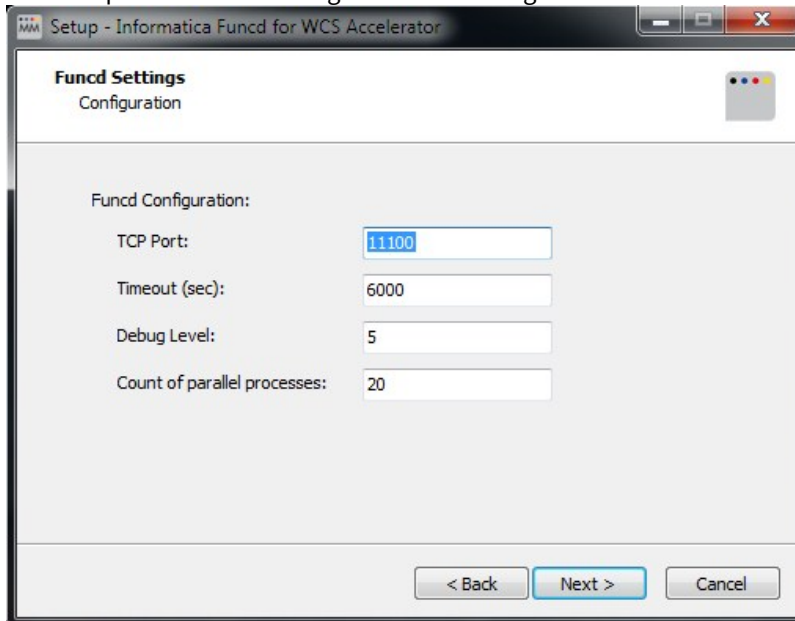 Setup - Informatica Funcd for WCS Accelerator
Funcd Settings
Configuration
Funcd Configuration:
TCP Port: 11100
Timeout (sec): 6000
Debug Level: 5
Count of parallel processes: 20
< Back Next > Cancel